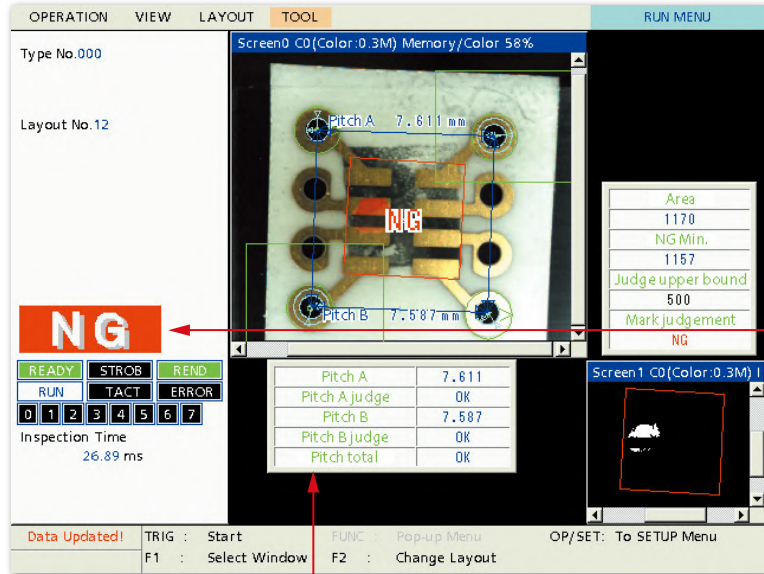 OPERATION VIEW LAYOUT TOOL RUN MENU
Type No.000
Layout No.12
Screen0 C0(Color:0.3M) Memory/Color 58%
Pitch A 7.611 mm
NG
Pitch B 7.587 mm
Area
1170
NG Min.
1157
Judge upper bound
500
Mark judgement
NG
NG
READY STROB REND
RUN TACT ERROR
0 1 2 3 4 5 6 7
Inspection Time
26.89 ms
Pitch A 7.611
Pitch A judge OK
Pitch B 7.587
Pitch B judge OK
Pitch total OK
Screen1 C0(Color:0.3M)
Data Updated! TRIG : Start FUNC : Pop-up Menu OP/SET: To SETUP Menu
F1 : Select Window F2 : Change Layout